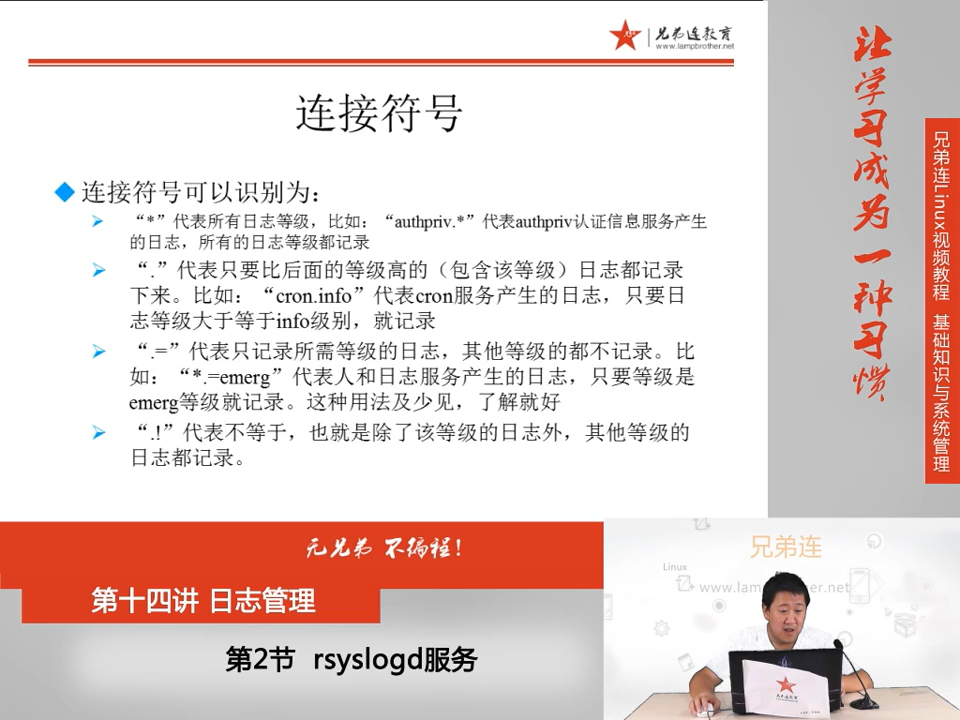 兄弟连教育
www.lampbrother.net
连接符号
连接符号可以识别为：
“*”代表所有日志等级，比如：“authpriv.*”代表authpriv认证信息服务产生
的日志，所有的日志等级都记录
“.”代表只要比后面的等级高的（包含该等级）日志都记录
下来。比如：“cron.info”代表cron服务产生的日志，只要日
志等级大于等于info级别，就记录
“.=”代表只记录所需等级的日志，其他等级的都不记录。比
如：“*.=emerg”代表人和日志服务产生的日志，只要等级是
emerg等级就记录。这种用法及少见，了解就好
“.!”代表不等于，也就是除了该等级的日志外，其他等级的
日志都记录。
让学习成为一种习惯
兄弟连Linux视频教程 基础知识与系统管理
无兄弟 不编程！
第十四讲 日志管理
第2节 rsyslogd服务
兄弟连
Linux
www.lam
er.net
兄弟连教育